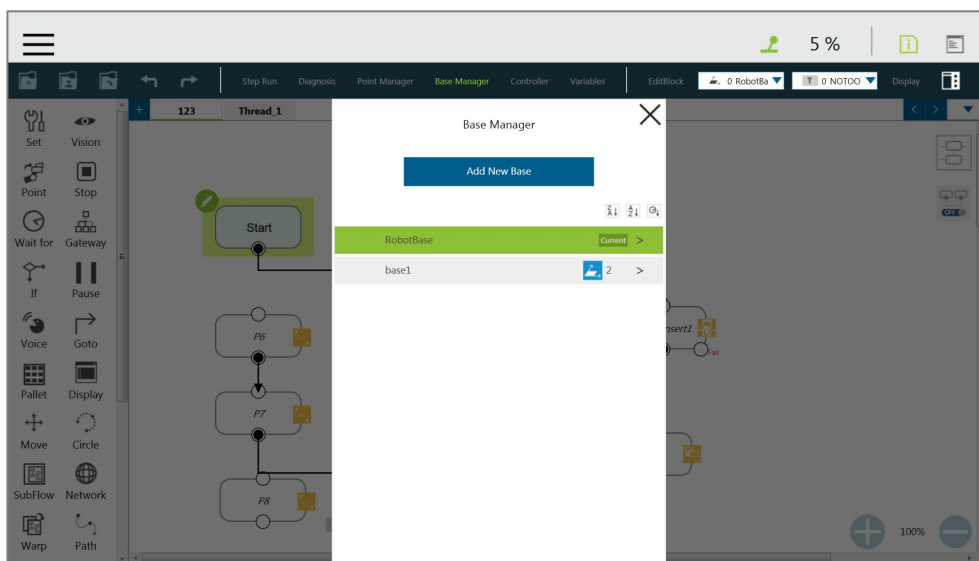 5 %
Step Run Diagnosis Point Manager Base Manager Controller Variables EditBlock 0 RobotBa T 0 NOTOO Display
+ 123 Thread_1
Set Vision
Point Stop
Wait for Gateway
If Pause
Voice Goto
Pallet Display
Move Circle
SubFlow Network
Warp Path
Start
P6
P7
P8
Base Manager
Add New Base
RobotBase Current >
base1 2 >
nsert1
Fail
OFF
100%